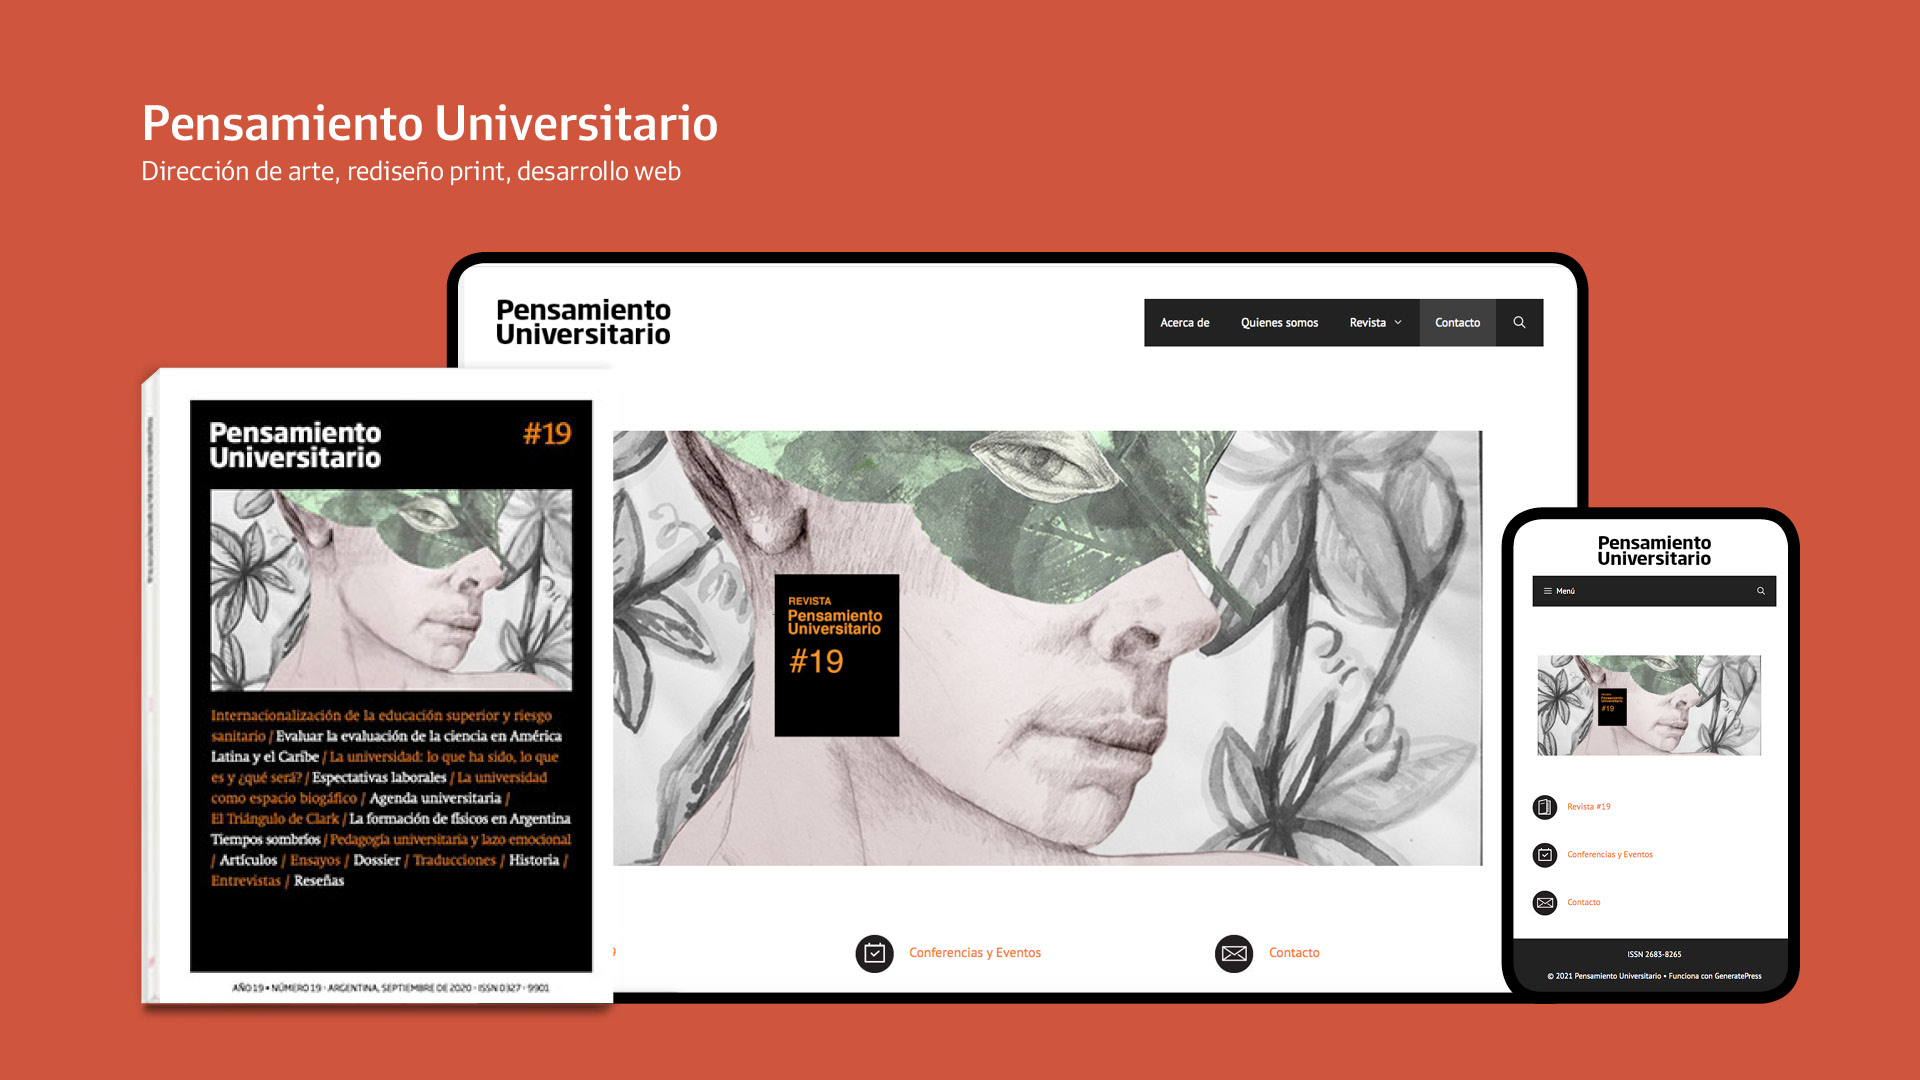 Pensamiento Universitario
Dirección de arte, rediseño print, desarrollo web
Pensamiento
Universitario
Acerca de
Quienes somos
Revista
Contacto
Pensamiento
Universitario
#19
Internacionalización de la educación superior y riesgo
sanitario / Evaluar la evaluación de la ciencia en América
Latina y el Caribe / La universidad: lo que ha sido, lo que
es y ¿qué será? / Espectativas laborales / La universidad
como espacio biogáfico / Agenda universitaria /
El Triángulo de Clark / La formación de físicos en Argentina
Tiempos sombríos / Pedagogía universitaria y lazo emocional
/ Artículos / Ensayos / Dossier / Traducciones / Historia /
Entrevistas / Reseñas
AÑO 19 • NÚMERO 19 · ARGENTINA, SEPTIEMBRE DE 2020 · ISSN 0327 · 9901
REVISTA
Pensamiento
Universitario
#19
9
Conferencias y Eventos
Contacto
Pensamiento
Universitario
Menú
#19
Revista #19
Conferencias y Eventos
Contacto
ISSN 2683-8265
© 2021 Pensamiento Universitario • Funciona con GeneratePress